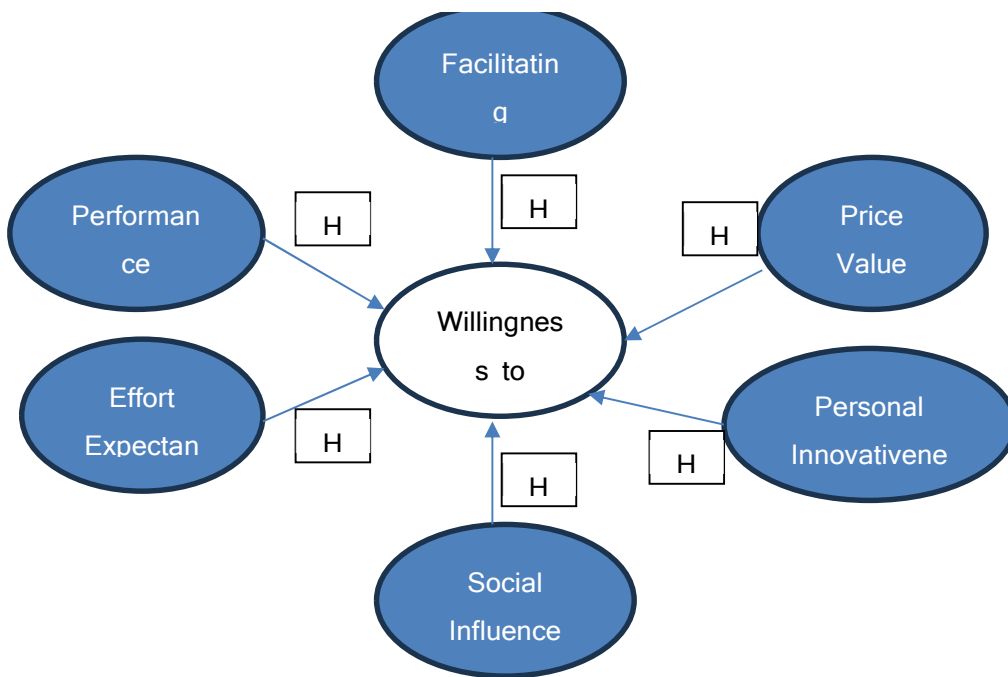 Facilitatin
g
Performan
ce
H
H
H
Price
Value
Willingnes
s to
Effort
Expectan
H
H
H
Personal
Innovativene
Social
Influence